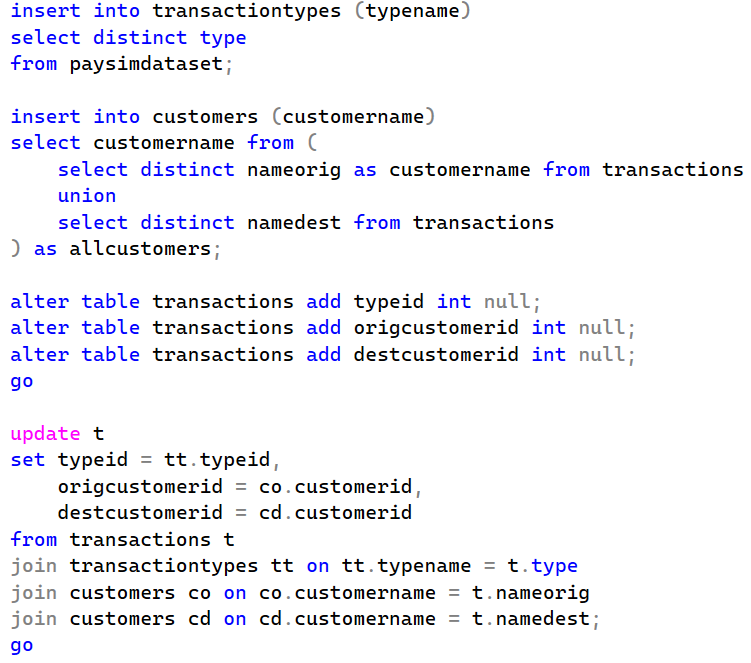 insert into transactiontypes (typename)
select distinct type
from paysimdataset;

insert into customers (customername)
select customername from (
    select distinct nameorig as customername from transactions
    union
    select distinct namedest from transactions
) as allcustomers;

alter table transactions add typeid int null;
alter table transactions add origcustomerid int null;
alter table transactions add destcustomerid int null;
go

update t
set typeid = tt.typeid,
    origcustomerid = co.customerid,
    destcustomerid = cd.customerid
from transactions t
join transactiontypes tt on tt.typename = t.type
join customers co on co.customername = t.nameorig
join customers cd on cd.customername = t.namedest;
go